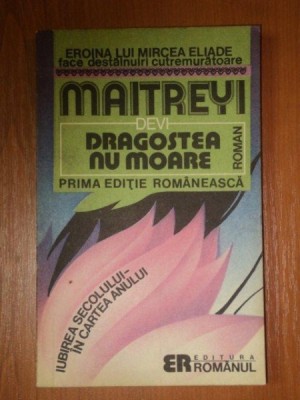 EROINA LUI MIRCEA ELIADE
face destăinuiri cutremurătoare
MAITREYI
DEVI
DRAGOSTEA
NU MOARE
ROMAN
PRIMA EDIȚIE ROMÂNEASCĂ
IUBIREA SECOLULUI-
ÎN CARTEA ANULUI
ER EDITURA
ROMÂNUL